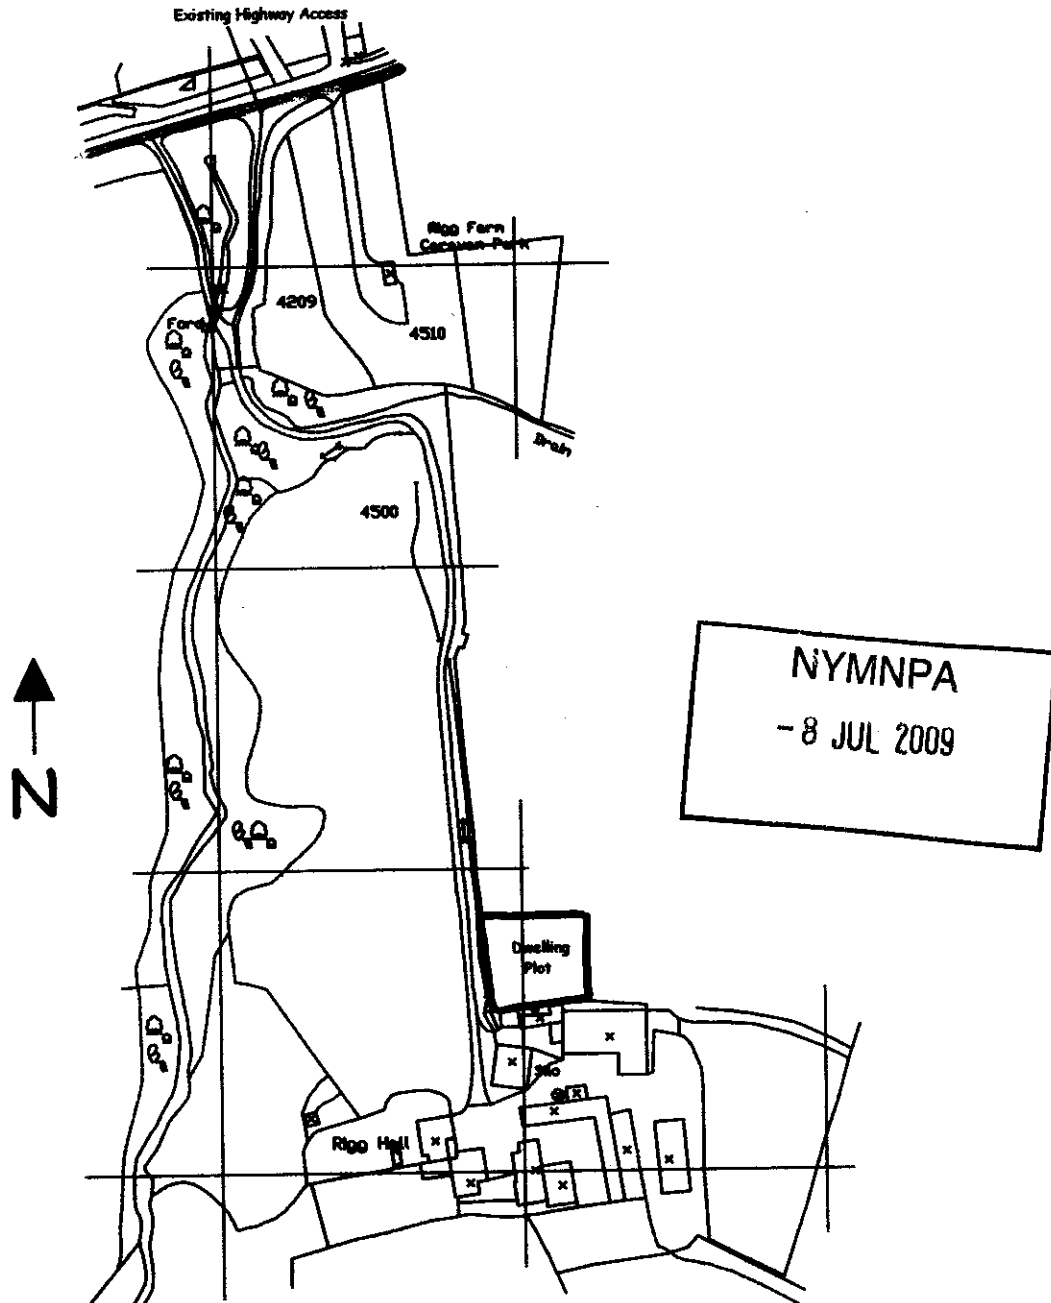 Existing Highway Access
Rigg Farm
Caravan Park
4209
Ford
4510
Drain
4500
NYMNPA
- 8 JUL 2009
N
Dwelling
Plot
Silo
Rigg Hall